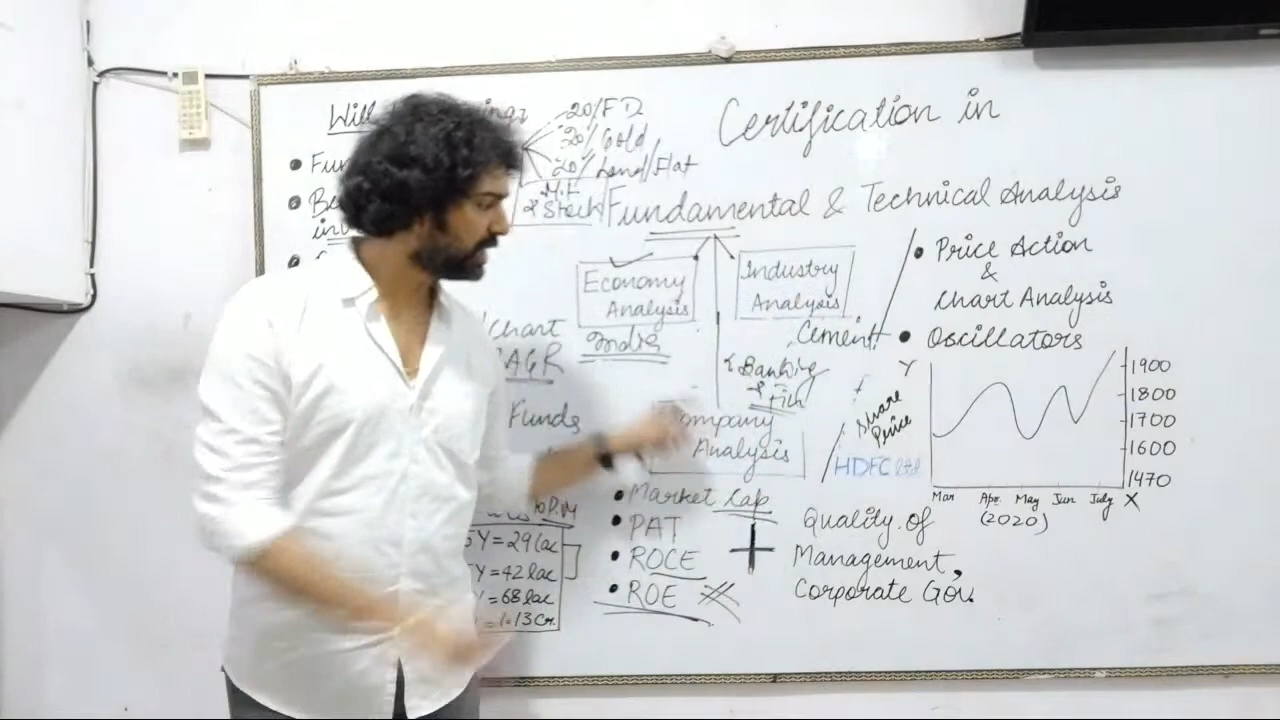 Certification in
20/FD
20% Gold
20% Land/Flat
M.F
& Stock
Fundamental & Technical Analysis
Economy
Analysis
India
Industry
Analysis
Cement
Banking
• Price Action
&
Chart Analysis
• Oscillators
Chart
Funds
Company
Analysis
• Market Cap
• PAT
• ROCE
• ROE
+
Quality of
Management,
Corporate Gov.
Y
Share
Price
HDFC Ltd
1900
1800
1700
1600
1470
Mar Apr. May Jun July X
(2020)
5Y = 29 lac
Y = 42 lac
Y = 68 lac
= 1.13 Cr.